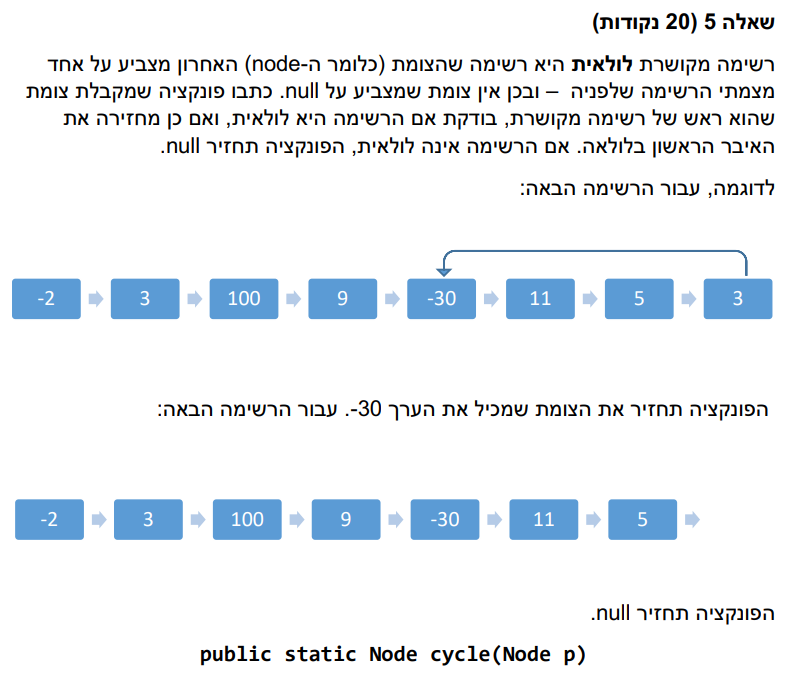 שאלה 5 (20 נקודות)
רשימה מקושרת לולאית היא רשימה שהצומת (כלומר ה-node) האחרון מצביע על אחד
מצמתי הרשימה שלפניה – ובכן אין צומת שמצביע על null. כתבו פונקציה שמקבלת צומת
שהוא ראש של רשימה מקושרת, בודקת אם הרשימה היא לולאית, ואם כן מחזירה את
האיבר הראשון בלולאה. אם הרשימה אינה לולאית, הפונקציה תחזיר null.
לדוגמה, עבור הרשימה הבאה:
-2 3 100 9 -30 11 5 3
הפונקציה תחזיר את הצומת שמכיל את הערך 30-. עבור הרשימה הבאה:
-2 3 100 9 -30 11 5
הפונקציה תחזיר null.
public static Node cycle(Node p)